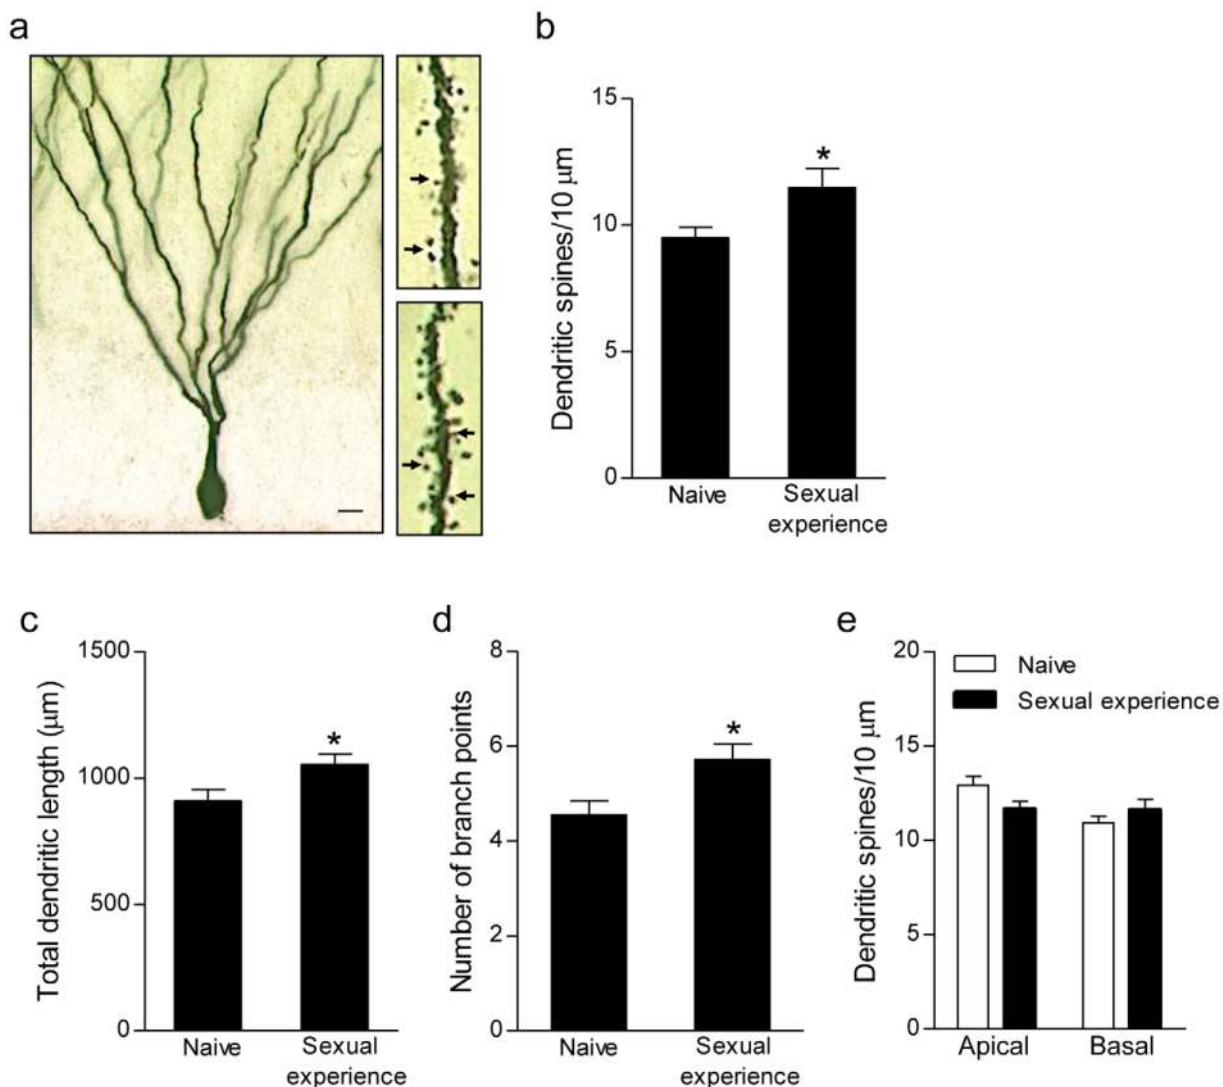 a
b
15
10
5
0
Dendritic spines/10 μm
*
Naive
Sexual
experience
c
1500
1000
500
0
Total dendritic length (μm)
*
Naive
Sexual
experience
d
8
6
4
2
0
Number of branch points
*
Naive
Sexual
experience
e
20
15
10
5
0
Dendritic spines/10 μm
Naive
Sexual experience
Apical
Basal